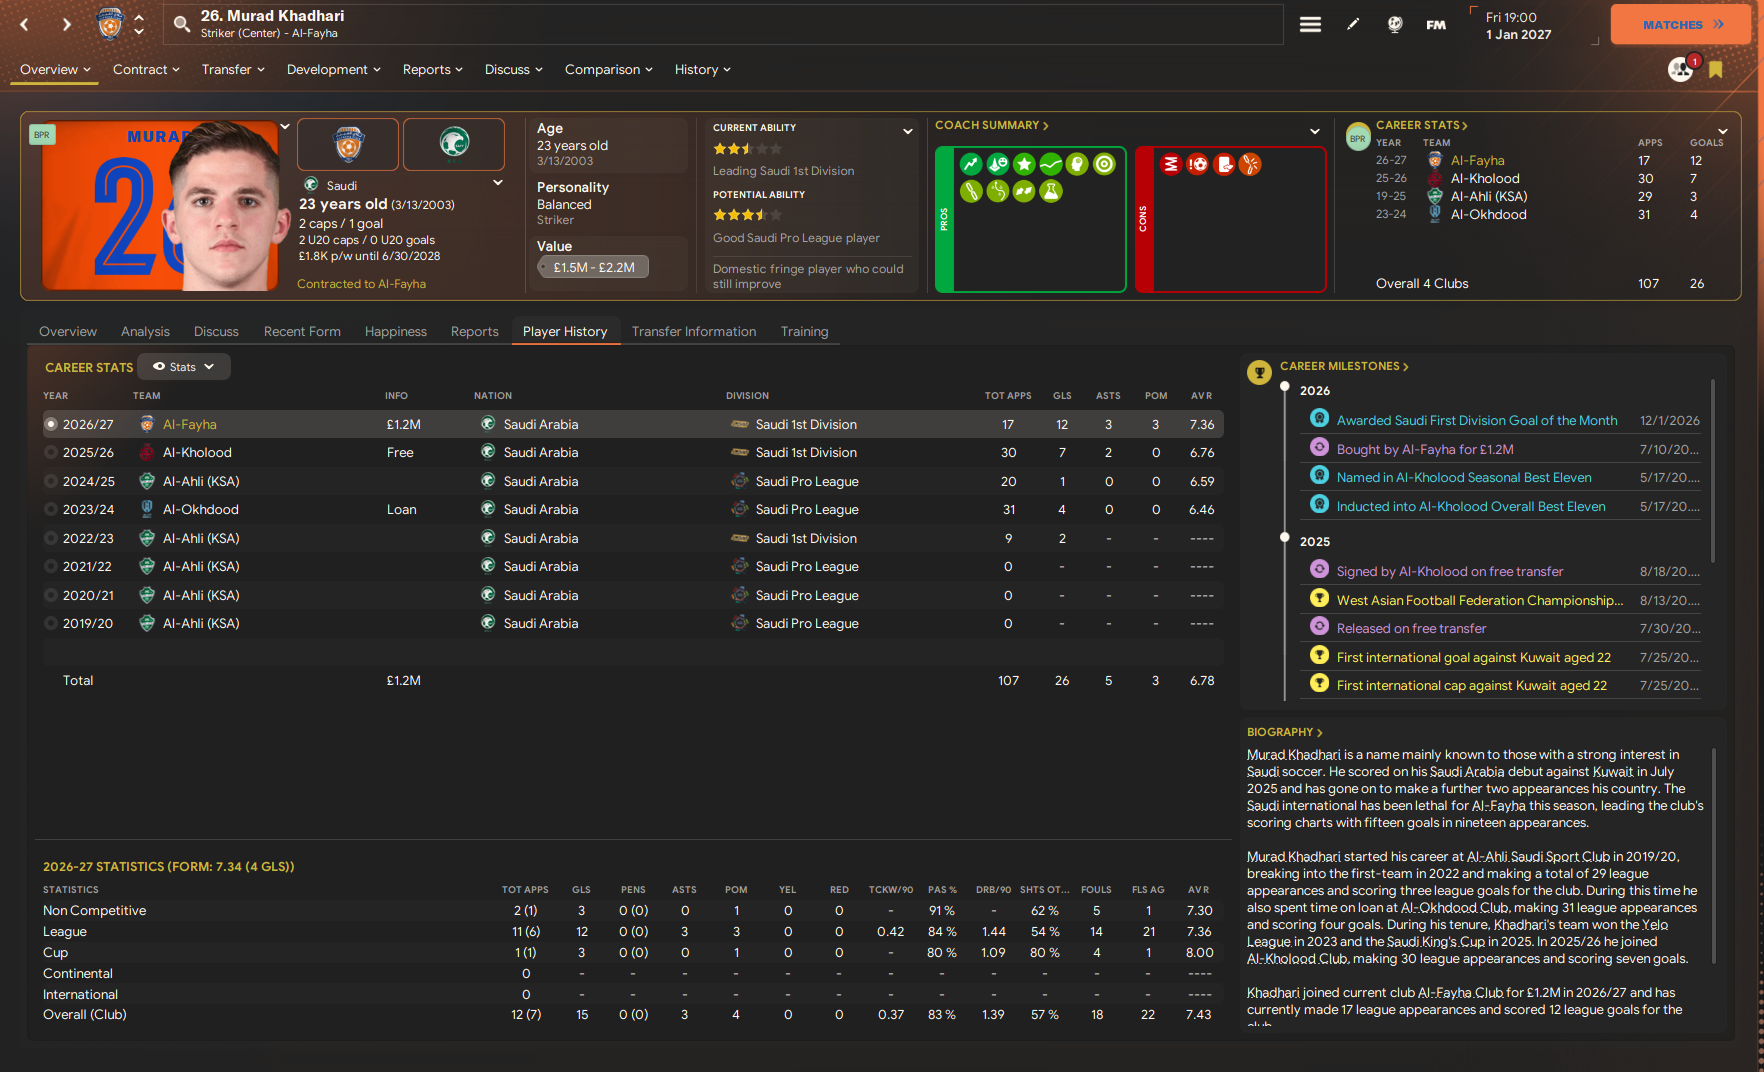 26. Murad Khadhari
Striker (Center) - Al-Fayha
FM
Fri 19:00
1 Jan 2027
MATCHES
Overview
Contract
Transfer
Development
Reports
Discuss
Comparison
History
1
BPR
MURAD
26
Saudi
23 years old (3/13/2003)
2 caps / 1 goal
2 U20 caps / 0 U20 goals
£1.8K p/w until 6/30/2028
Contracted to Al-Fayha
Age
23 years old
3/13/2003
Personality
Balanced
Striker
Value
£1.5M - £2.2M
CURRENT ABILITY
Leading Saudi 1st Division
POTENTIAL ABILITY
Good Saudi Pro League player
Domestic fringe player who could
still improve
COACH SUMMARY
PROS
CONS
BPR
CAREER STATS
YEAR TEAM APPS GOALS
26-27 Al-Fayha 17 12
25-26 Al-Kholood 30 7
19-25 Al-Ahli (KSA) 29 3
23-24 Al-Okhdood 31 4
Overall 4 Clubs 107 26
Overview Analysis Discuss Recent Form Happiness Reports Player History Transfer Information Training
CAREER STATS Stats
YEAR TEAM INFO NATION DIVISION TOT APPS GLS ASTS POM AV R
2026/27 Al-Fayha £1.2M Saudi Arabia Saudi 1st Division 17 12 3 3 7.36
2025/26 Al-Kholood Free Saudi Arabia Saudi 1st Division 30 7 2 0 6.76
2024/25 Al-Ahli (KSA) Saudi Arabia Saudi Pro League 20 1 0 0 6.59
2023/24 Al-Okhdood Loan Saudi Arabia Saudi Pro League 31 4 0 0 6.46
2022/23 Al-Ahli (KSA) Saudi Arabia Saudi 1st Division 9 2 - - ----
2021/22 Al-Ahli (KSA) Saudi Arabia Saudi Pro League 0 - - - ----
2020/21 Al-Ahli (KSA) Saudi Arabia Saudi Pro League 0 - - - ----
2019/20 Al-Ahli (KSA) Saudi Arabia Saudi Pro League 0 - - - ----
Total £1.2M 107 26 5 3 6.78
2026-27 STATISTICS (FORM: 7.34 (4 GLS))
STATISTICS TOT APPS GLS PENS ASTS POM YEL RED TCKW/90 PAS % DRB/90 SHTS OT... FOULS FLS AG AV R
Non Competitive 2 (1) 3 0 (0) 0 1 0 0 - 91 % - 62 % 5 1 7.30
League 11 (6) 12 0 (0) 3 3 0 0 0.42 84 % 1.44 54 % 14 21 7.36
Cup 1 (1) 3 0 (0) 0 1 0 0 - 80 % 1.09 80 % 4 1 8.00
Continental 0 - - - - - - - - - - - - ----
International 0 - - - - - - - - - - - - ----
Overall (Club) 12 (7) 15 0 (0) 3 4 0 0 0.37 83 % 1.39 57 % 18 22 7.43
CAREER MILESTONES
2026
Awarded Saudi First Division Goal of the Month 12/1/2026
Bought by Al-Fayha for £1.2M 7/10/20...
Named in Al-Kholood Seasonal Best Eleven 5/17/20...
Inducted into Al-Kholood Overall Best Eleven 5/17/20...
2025
Signed by Al-Kholood on free transfer 8/18/20...
West Asian Football Federation Championship... 8/13/20...
Released on free transfer 7/30/20...
First international goal against Kuwait aged 22 7/25/20...
First international cap against Kuwait aged 22 7/25/20...
BIOGRAPHY
Murad Khadhari is a name mainly known to those with a strong interest in
Saudi soccer. He scored on his Saudi Arabia debut against Kuwait in July
2025 and has gone on to make a further two appearances his country. The
Saudi international has been lethal for Al-Fayha this season, leading the club's
scoring charts with fifteen goals in nineteen appearances.
Murad Khadhari started his career at Al-Ahli Saudi Sport Club in 2019/20,
breaking into the first-team in 2022 and making a total of 29 league
appearances and scoring three league goals for the club. During this time he
also spent time on loan at Al-Okhdood Club, making 31 league appearances
and scoring four goals. During his tenure, Khadhari's team won the Yelo
League in 2023 and the Saudi King's Cup in 2025. In 2025/26 he joined
Al-Kholood Club, making 30 league appearances and scoring seven goals.
Khadhari joined current club Al-Fayha Club for £1.2M in 2026/27 and has
currently made 17 league appearances and scored 12 league goals for the
club.